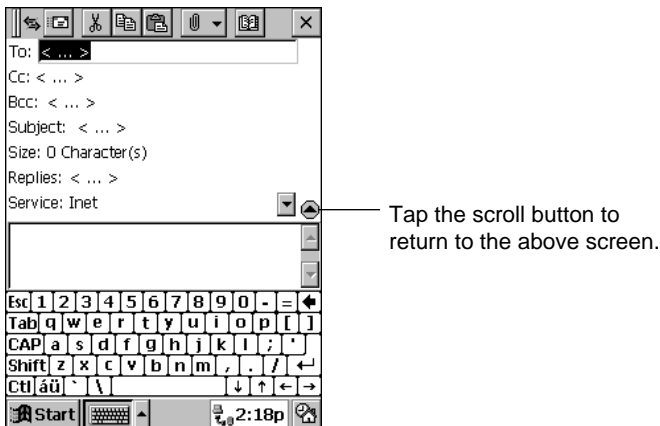 To: < ... >
Cc: < ... >
Bcc: < ... >
Subject: < ... >
Size: 0 Character(s)
Replies: < ... >
Service: Inet
Tap the scroll button to
return to the above screen.
Esc 1 2 3 4 5 6 7 8 9 0 - =
Tab q w e r t y u i o p [ ]
CAP a s d f g h j k l ; '
Shift z x c v b n m , . /
Ctl áü ` \
Start 2:18p